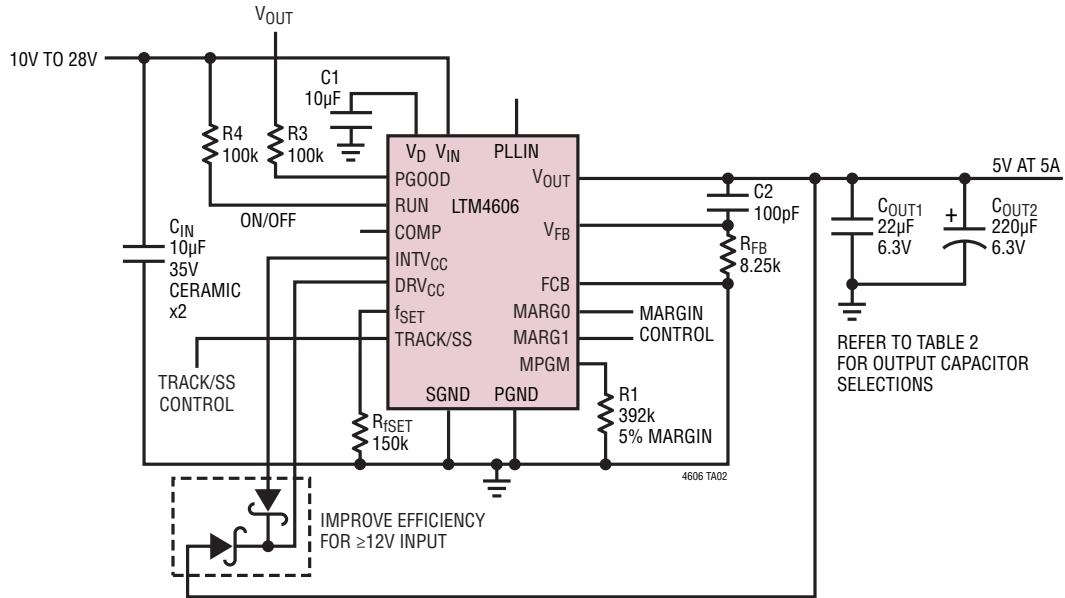 VOUT
10V TO 28V
C1
10µF
R4
100k
R3
100k
VD
VIN
PLLIN
PGOOD
VOUT
5V AT 5A
RUN
LTM4606
C2
100pF
ON/OFF
COMP
VFB
COUT1
22µF
6.3V
+
COUT2
220µF
6.3V
CIN
10µF
35V
CERAMIC
x2
INTVCC
RFB
8.25k
DRVCC
FCB
fSET
MARG0
MARGIN
CONTROL
TRACK/SS
MARG1
MPGM
REFER TO TABLE 2
FOR OUTPUT CAPACITOR
SELECTIONS
TRACK/SS
CONTROL
SGND
PGND
R1
392k
5% MARGIN
RfSET
150k
4606 TA02
IMPROVE EFFICIENCY
FOR ≥12V INPUT